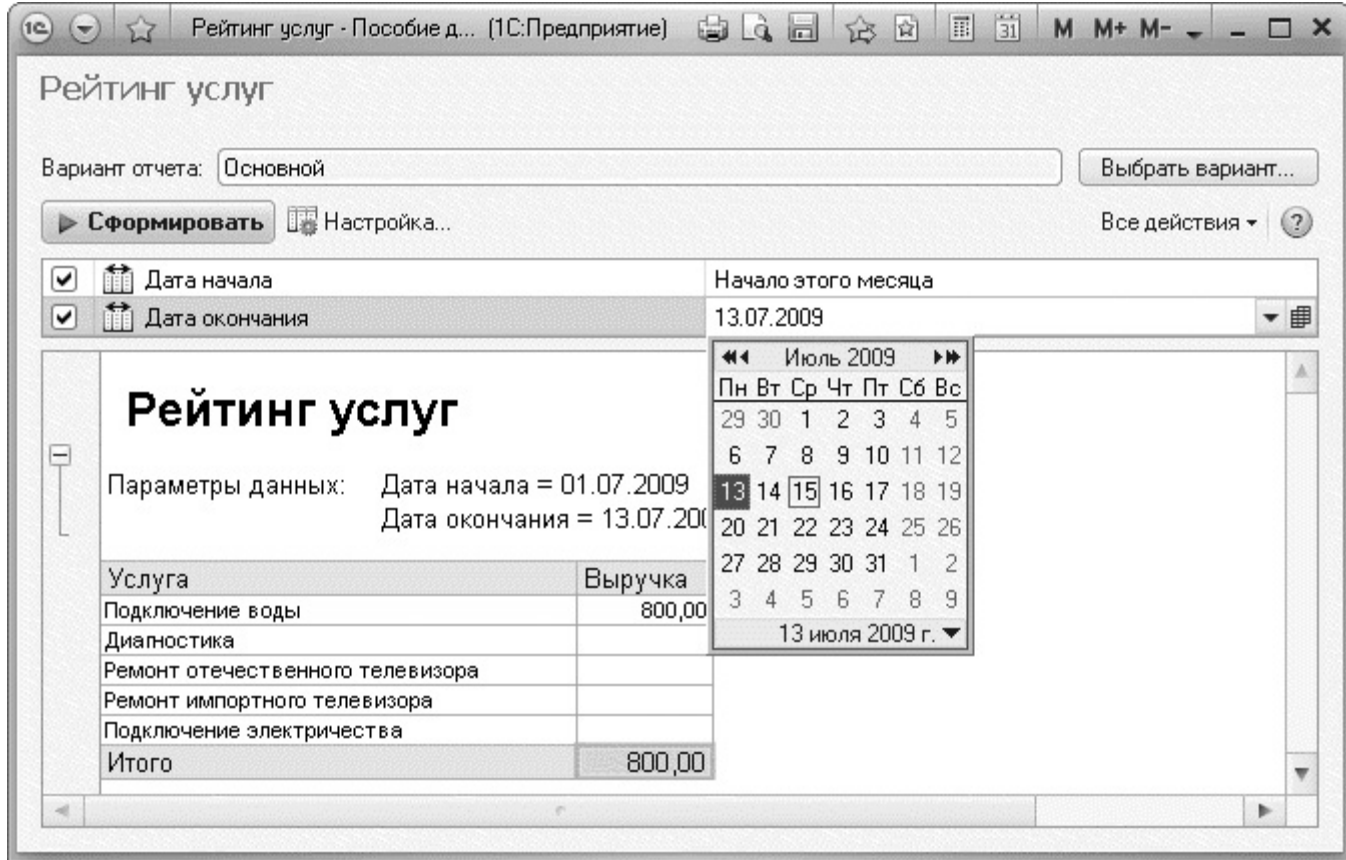 1С Рейтинг услуг - Пособие д... (1С:Предприятие) 31 M M+ M-
Рейтинг услуг
Вариант отчета: Основной Выбрать вариант...
Сформировать Настройка... Все действия ?
Дата начала Начало этого месяца
Дата окончания 13.07.2009
Июль 2009
Пн Вт Ср Чт Пт Сб Вс
29 30 1 2 3 4 5
6 7 8 9 10 11 12
13 14 15 16 17 18 19
20 21 22 23 24 25 26
27 28 29 30 31 1 2
3 4 5 6 7 8 9
13 июля 2009 г.
Рейтинг услуг
Параметры данных: Дата начала = 01.07.2009
Дата окончания = 13.07.200
Услуга Выручка
Подключение воды 800,00
Диагностика
Ремонт отечественного телевизора
Ремонт импортного телевизора
Подключение электричества
Итого 800,00